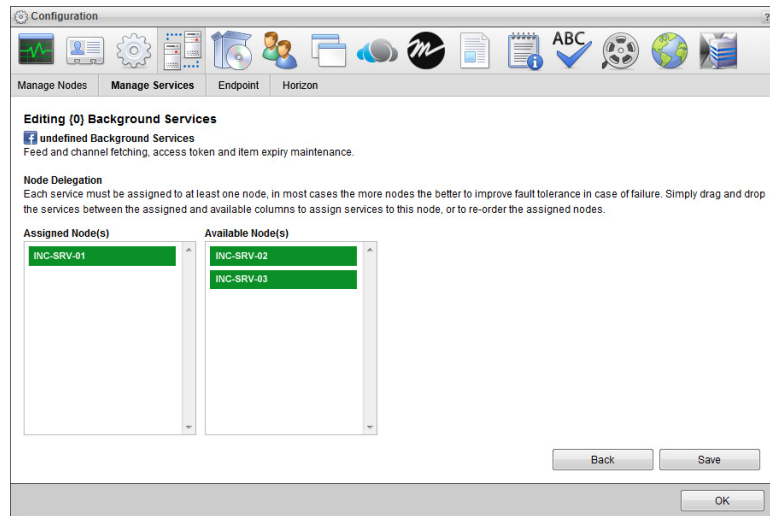 Configuration
?
ABC
Manage Nodes Manage Services Endpoint Horizon
Editing {0} Background Services
undefined Background Services
Feed and channel fetching, access token and item expiry maintenance.
Node Delegation
Each service must be assigned to at least one node, in most cases the more nodes the better to improve fault tolerance in case of failure. Simply drag and drop
the services between the assigned and available columns to assign services to this node, or to re-order the assigned nodes.
Assigned Node(s) Available Node(s)
INC-SRV-01 INC-SRV-02
INC-SRV-03
Back Save
OK